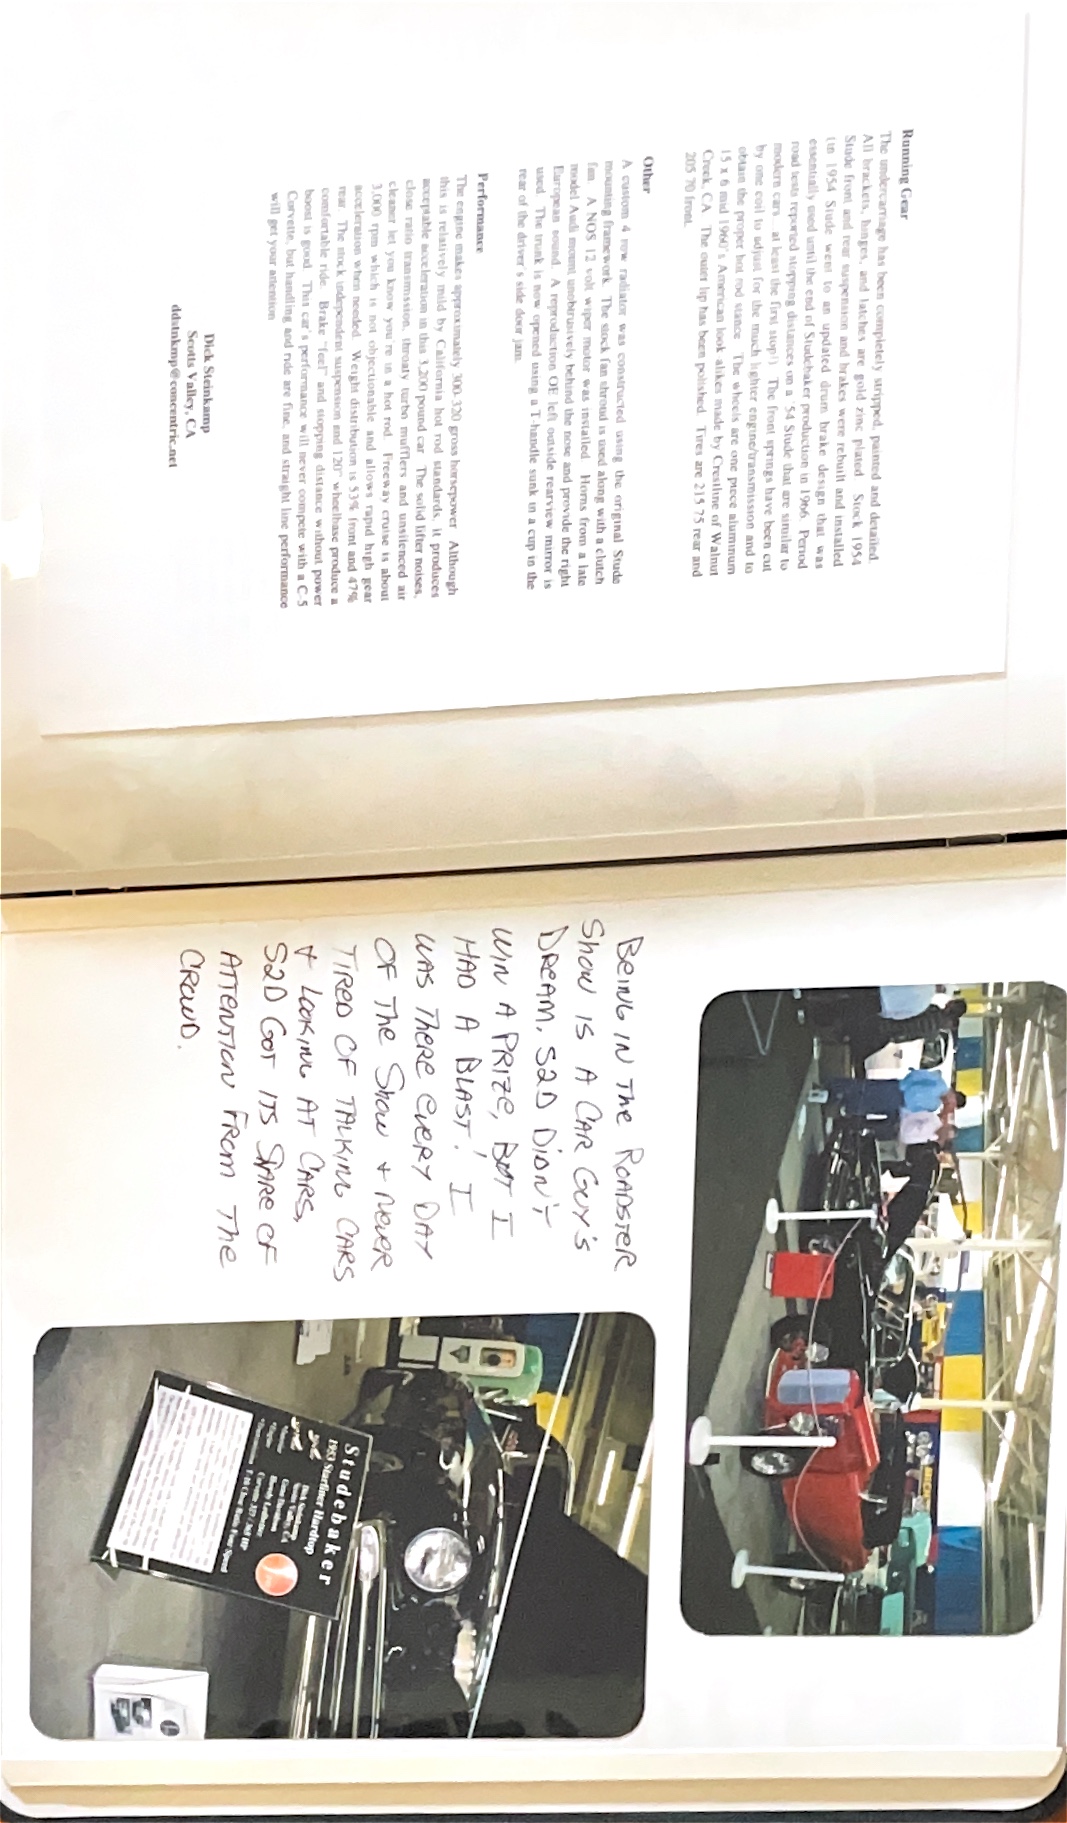 Running Gear
The undercarriage has been completely stripped, painted and detailed.
All brackets, hinges, and latches are gold zinc plated Stock 1954
Stude front and rear suspension and brakes were rebuilt and installed
(in 1954 Stude went to an updated drum brake design that was
essentially used until the end of Studebaker production in 1966. Period
road tests reported stopping distances on a '54 Stude that are similar to
modern cars... at least the first stop!) The front springs have been cut
by one coil to adjust for the much lighter engine/transmission and to
obtain the proper hot rod stance The wheels are one piece aluminum
15 x 6 mid 1960's American look-alikes made by Crestline of Walnut
Creek, CA. The outer lip has been polished. Tires are 215 75 rear and
205 70 front.
Other
A custom 4 row radiator was constructed using the original Stude
mounting framework. The stock fan shroud is used along with a clutch
fan. A NOS 12 volt wiper motor was installed Horns from a late
model Audi mount unobtrusively behind the nose and provide the right
European sound. A reproduction OE left outside rearview mirror is
used. The trunk is now opened using a T-handle sunk in a cup in the
rear of the driver's side door jam.
Performance
The engine makes approximately 300-320 gross horsepower Although
this is relatively mild by California hot rod standards, it produces
acceptable acceleration in this 3,200 pound car The solid lifter noises,
close ratio transmission, throaty turbo mufflers and unsilenced air
cleaner let you know you're in a hot rod. Freeway cruise is about
3,000 rpm which is not objectionable and allows rapid high gear
acceleration when needed. Weight distribution is 53% front and 47%
rear. The stock independent suspension and 120" wheelbase produce a
comfortable ride. Brake "feel" and stopping distance without power
boost is good. This car's performance will never compete with a C-5
Corvette, but handling and ride are fine, and straight line performance
will get your attention
Dick Steinkamp
Scotts Valley, CA
ddstnkmp@concentric.net
BEING IN THE ROADSTER
SHOW IS A CAR GUY'S
DREAM. S2D DIDN'T
WIN A PRIZE, BUT I
HAD A BLAST! I
WAS THERE EVERY DAY
OF THE SHOW + NEVER
TIRED OF TALKING CARS
+ LOOKING AT CARS.
S2D GOT ITS SHARE OF
ATTENTION FROM THE
CROWD.
Studebaker
1953 Starliner Hardtop
Dick Steinkamp
Scotts Valley, CA
Gene Davidson
Howdy Ledbetter
*Engine Corvette 327 / 365 HP
*Transmission T-10 Close Ratio Four Speed